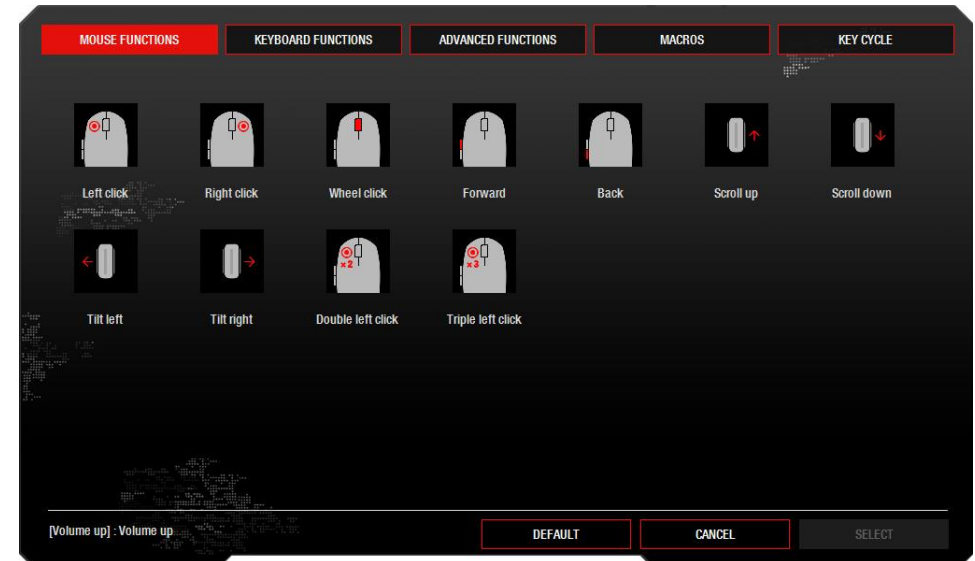 MOUSE FUNCTIONS KEYBOARD FUNCTIONS ADVANCED FUNCTIONS MACROS KEY CYCLE
Left click Right click Wheel click Forward Back Scroll up Scroll down
×2 ×3
Tilt left Tilt right Double left click Triple left click
[Volume up] : Volume up DEFAULT CANCEL SELECT